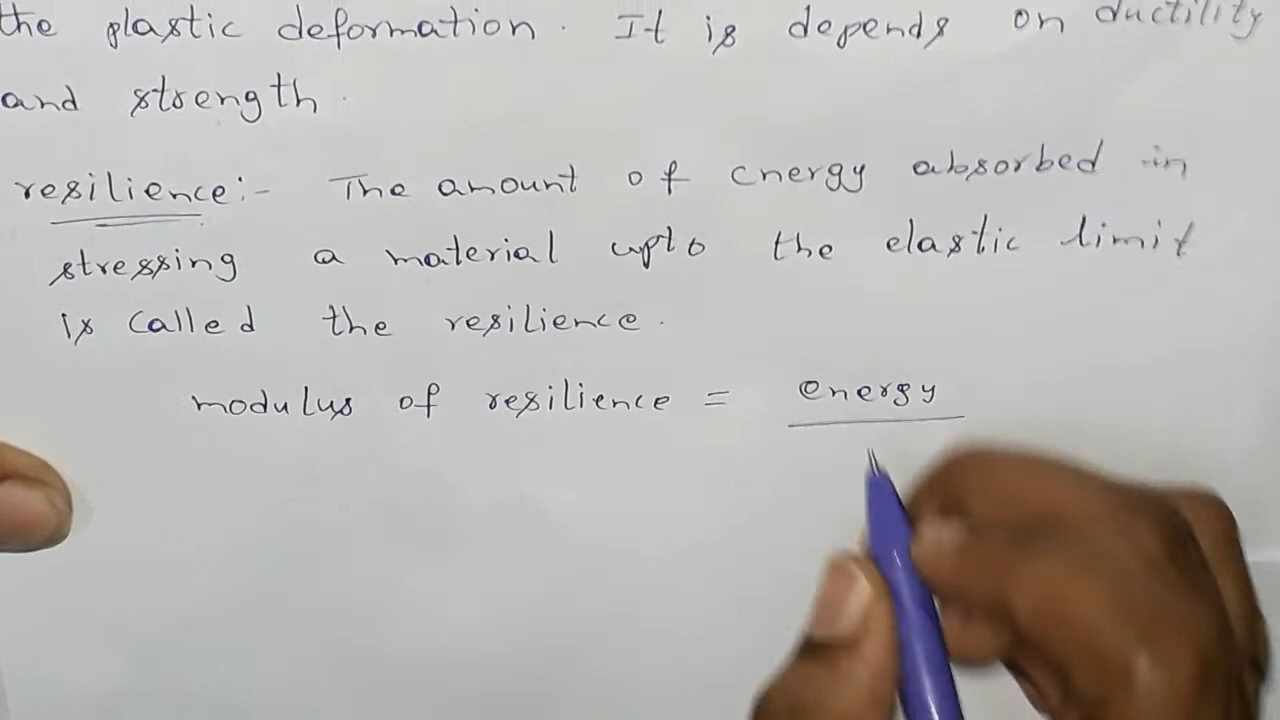 the plastic deformation. It is depends on ductility
and strength.
resilience:- The amount of energy absorbed in
stressing a material upto the elastic limit
is called the resilience.
modulus of resilience = energy